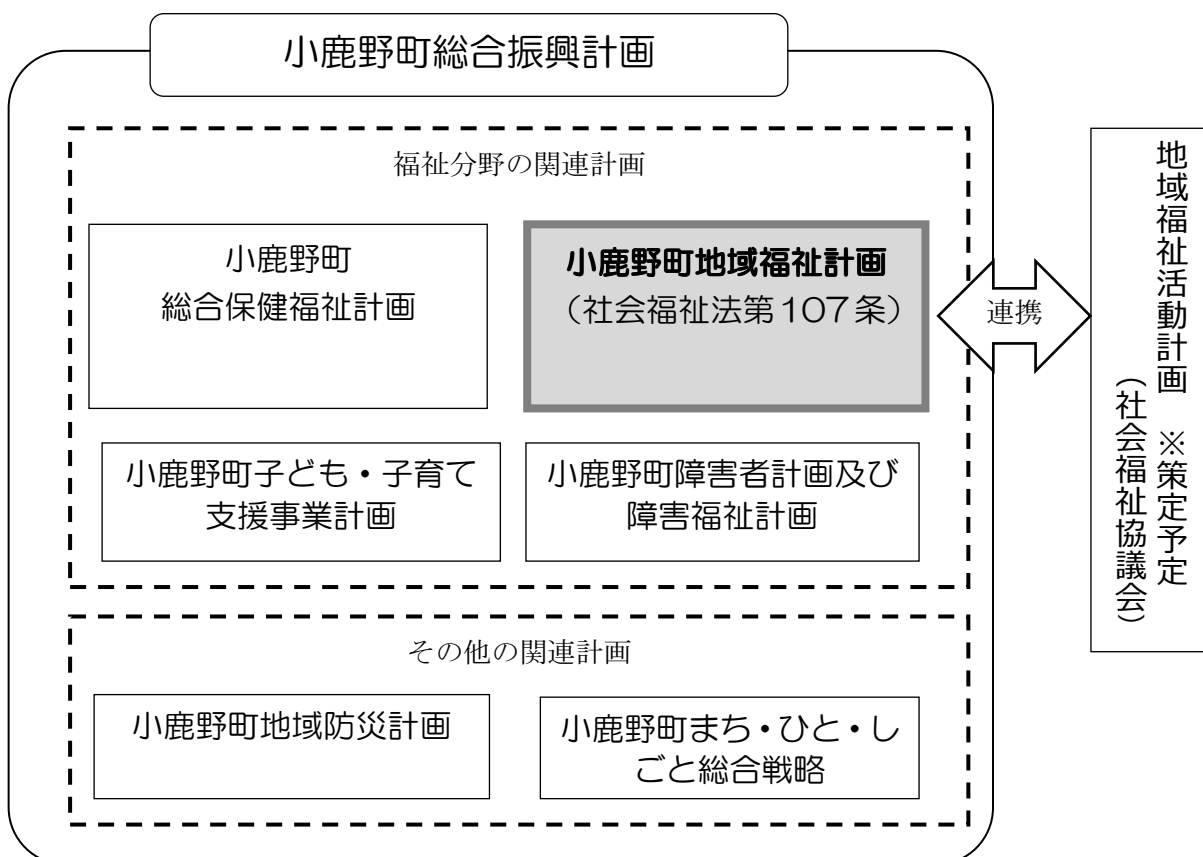 小鹿野町総合振興計画
福祉分野の関連計画
小鹿野町
総合保健福祉計画
小鹿野町地域福祉計画
（社会福祉法第107条）
連携
地域福祉活動計画　※策定予定
（社会福祉協議会）
小鹿野町子ども・子育て
支援事業計画
小鹿野町障害者計画及び
障害福祉計画
その他の関連計画
小鹿野町地域防災計画
小鹿野町まち・ひと・し
ごと総合戦略